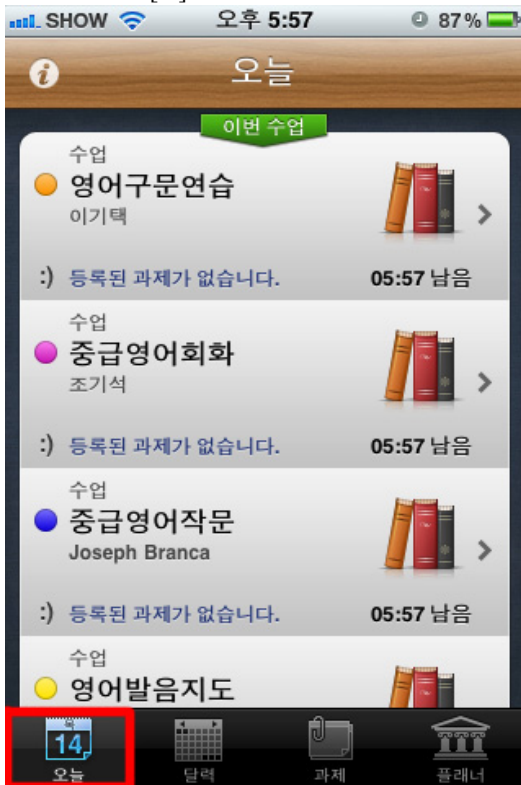 SHOW 오후 5:57 87%
오늘
이번 수업
수업
영어구문연습
이기택
:) 등록된 과제가 없습니다. 05:57 남음
수업
중급영어회화
조기석
:) 등록된 과제가 없습니다. 05:57 남음
수업
중급영어작문
Joseph Branca
:) 등록된 과제가 없습니다. 05:57 남음
수업
영어발음지도
14
오늘 달력 과제 플래너